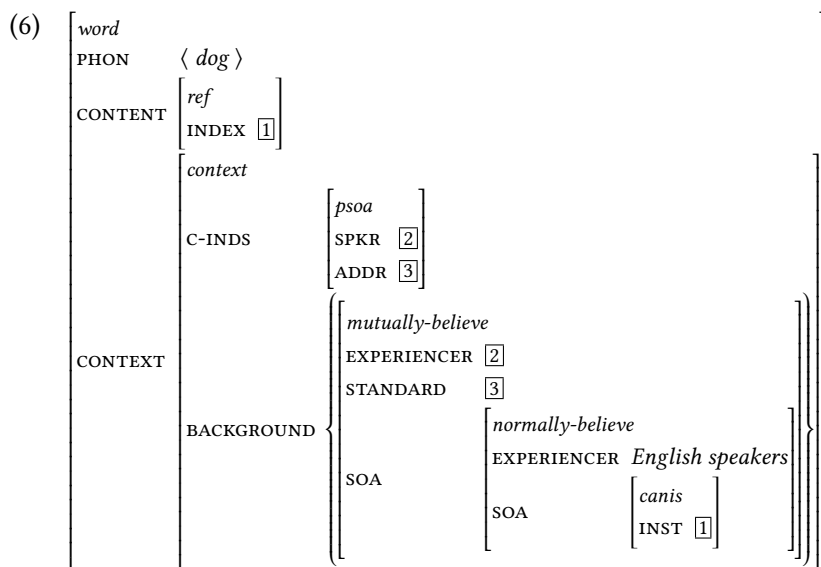 (6)
word
PHON ⟨ dog ⟩
CONTENT
ref
INDEX 1
CONTEXT
context
C-INDS
psoa
SPKR 2
ADDR 3
BACKGROUND
mutually-believe
EXPERIENCER 2
STANDARD 3
SOA
normally-believe
EXPERIENCER English speakers
SOA
canis
INST 1